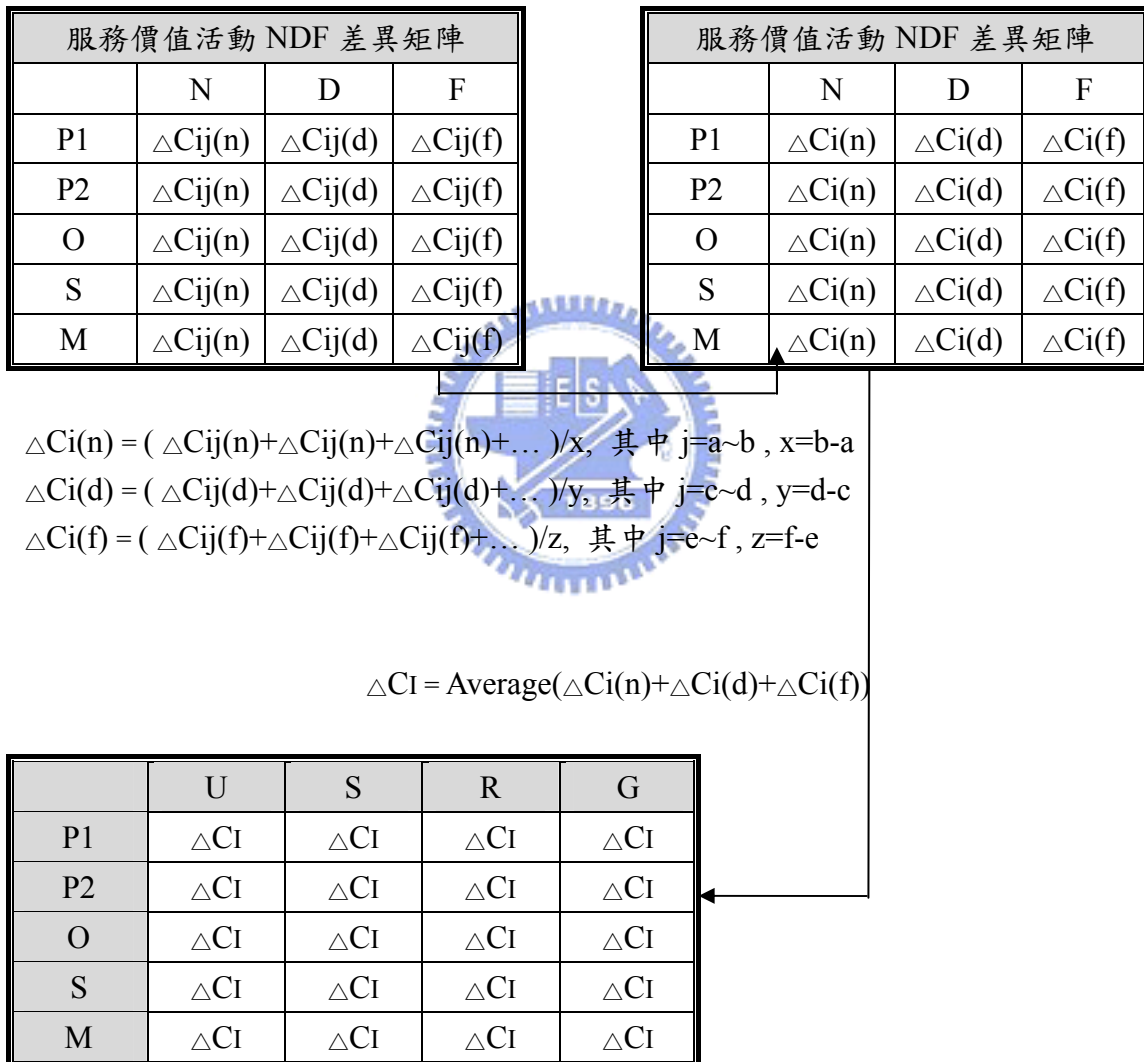 服務價值活動 NDF 差異矩陣
N D F
P1 △Cij(n) △Cij(d) △Cij(f)
P2 △Cij(n) △Cij(d) △Cij(f)
O △Cij(n) △Cij(d) △Cij(f)
S △Cij(n) △Cij(d) △Cij(f)
M △Cij(n) △Cij(d) △Cij(f)
服務價值活動 NDF 差異矩陣
N D F
P1 △Ci(n) △Ci(d) △Ci(f)
P2 △Ci(n) △Ci(d) △Ci(f)
O △Ci(n) △Ci(d) △Ci(f)
S △Ci(n) △Ci(d) △Ci(f)
M △Ci(n) △Ci(d) △Ci(f)
△Ci(n) = ( △Cij(n)+△Cij(n)+△Cij(n)+… )/x, 其中 j=a~b , x=b-a
△Ci(d) = ( △Cij(d)+△Cij(d)+△Cij(d)+… )/y, 其中 j=c~d , y=d-c
△Ci(f) = ( △Cij(f)+△Cij(f)+△Cij(f)+… )/z, 其中 j=e~f , z=f-e
ES
1896
△CI = Average(△Ci(n)+△Ci(d)+△Ci(f))
U S R G
P1 △CI △CI △CI △CI
P2 △CI △CI △CI △CI
O △CI △CI △CI △CI
S △CI △CI △CI △CI
M △CI △CI △CI △CI